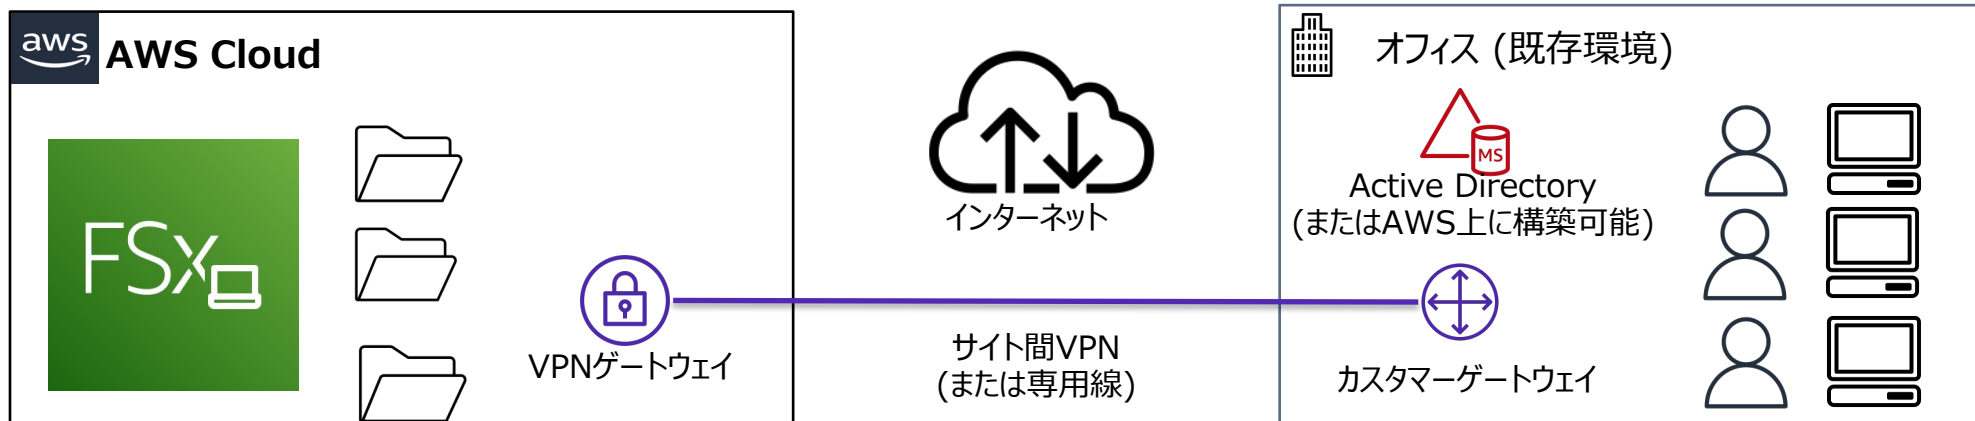 aws
AWS Cloud
FSx
VPNゲートウェイ
インターネット
サイト間VPN
(または専用線)
オフィス (既存環境)
MS
Active Directory
(またはAWS上に構築可能)
カスタマーゲートウェイ